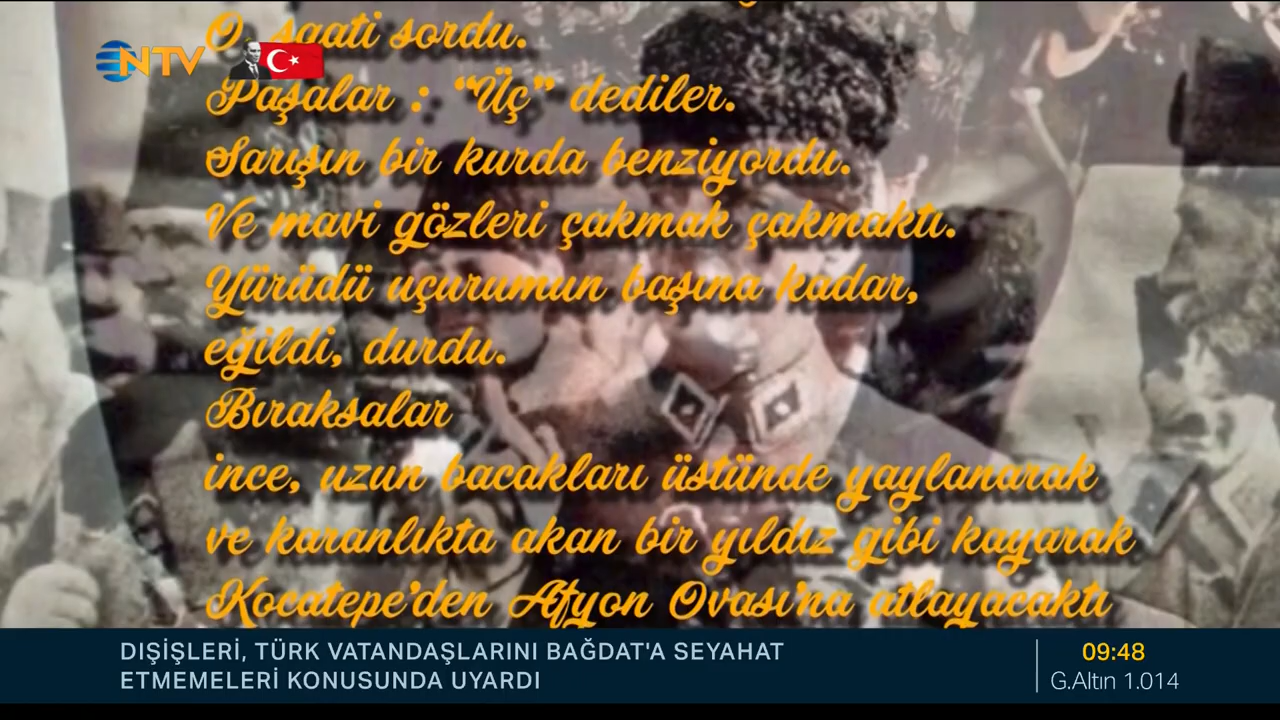 O, saati sordu.
NTV
Paşalar : “Üç” dediler.
Sarışın bir kurda benziyordu.
Ve mavi gözleri çakmak çakmaktı.
Yürüdü uçurumun başına kadar,
eğildi, durdu.
Bıraksalar
ince, uzun bacakları üstünde yaylanarak
ve karanlıkta akan bir yıldız gibi kayarak
Kocatepe’den Afyon Ovası’na atlayacaktı
DIŞİŞLERİ, TÜRK VATANDAŞLARINI BAĞDAT'A SEYAHAT
ETMEMELERİ KONUSUNDA UYARDI
09:48
G.Altın 1.014